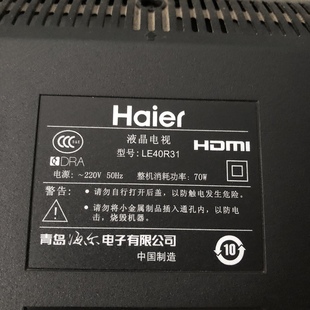 Haier
液晶电视
HDMI
型号: LE40R31
CCC
DRA
电源: ~220V 50Hz 整机消耗功率: 70W
警告: • 请勿自行打开后盖, 以防触电发生危险。
• 请勿将小金属制品插入通孔内, 以防电
击、烧毁机器。
青岛海尔电子有限公司
中国制造
10